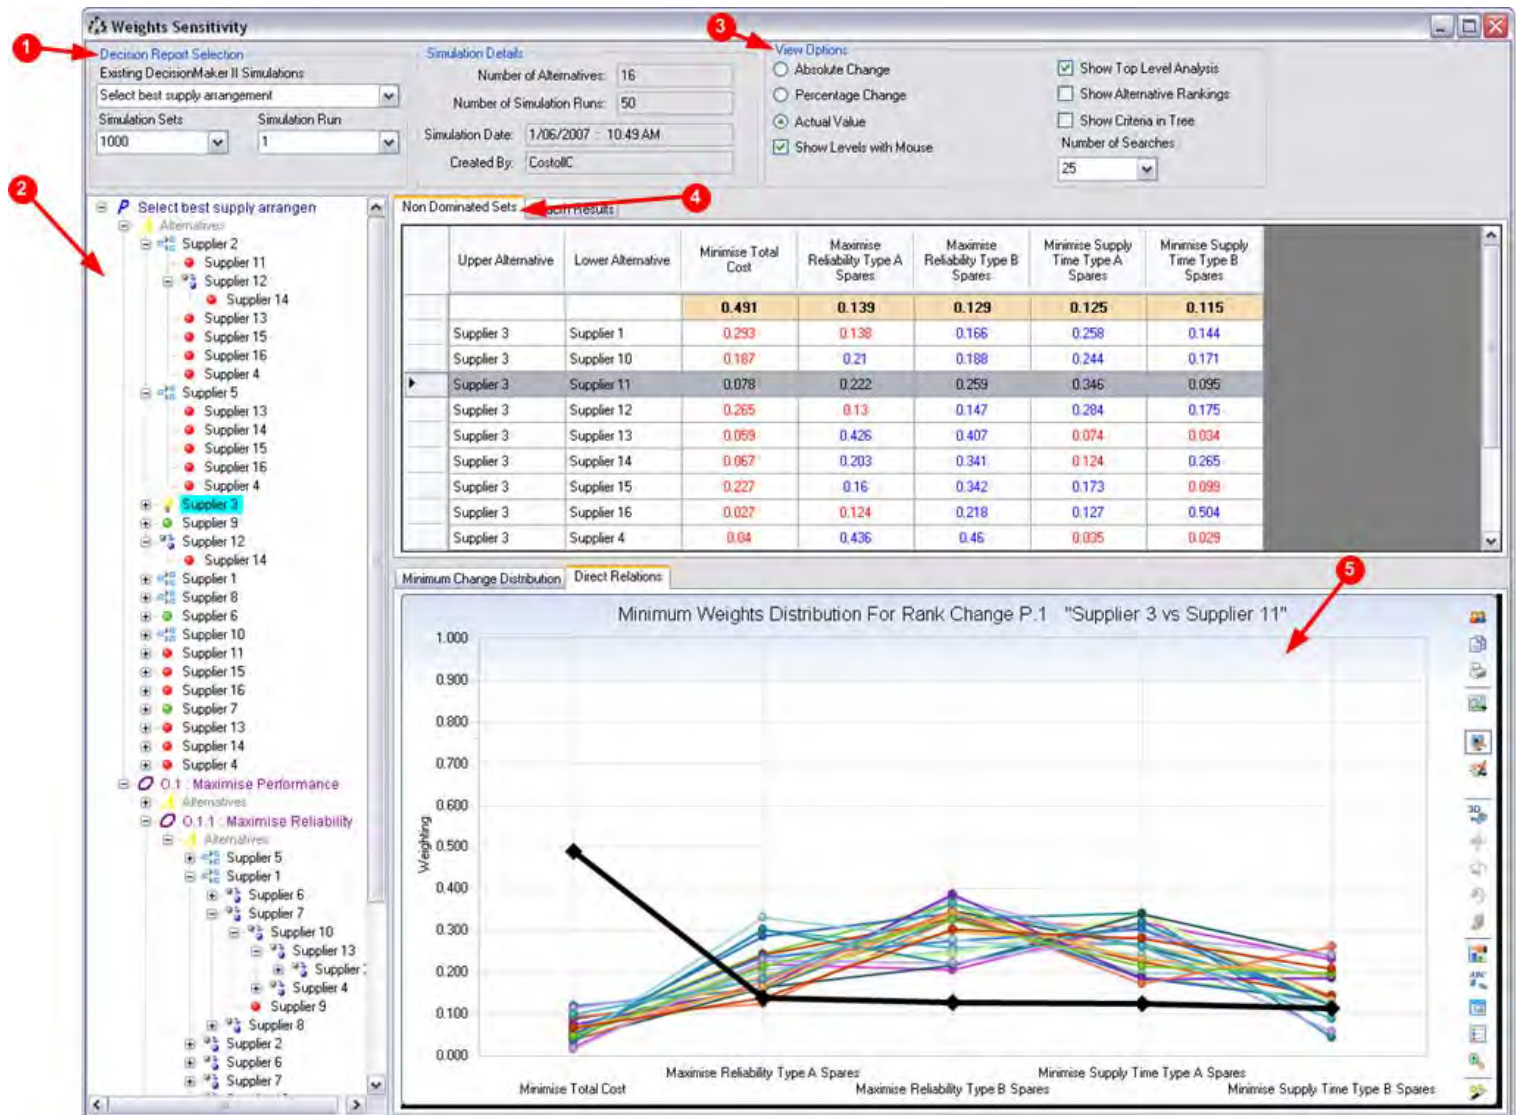 Weights Sensitivity
1
Decision Report Selection
Existing DecisionMaker II Simulations
Select best supply arrangement
Simulation Sets Simulation Run
1000 1
Simulation Details
Number of Alternatives: 16
Number of Simulation Runs: 50
Simulation Date: 1/06/2007 : 10:49 AM
Created By: CostollC
3
View Options
Absolute Change
Percentage Change
Actual Value
Show Levels with Mouse
Show Top Level Analysis
Show Alternative Rankings
Show Criteria in Tree
Number of Searches
25
2
P Select best supply arrangen
Alternatives
Supplier 2
Supplier 11
Supplier 12
Supplier 14
Supplier 13
Supplier 15
Supplier 16
Supplier 4
Supplier 5
Supplier 13
Supplier 14
Supplier 15
Supplier 16
Supplier 4
Supplier 3
Supplier 9
Supplier 12
Supplier 14
Supplier 1
Supplier 8
Supplier 6
Supplier 10
Supplier 11
Supplier 15
Supplier 16
Supplier 7
Supplier 13
Supplier 14
Supplier 4
O.1 : Maximise Performance
Alternatives
O.1.1 : Maximise Reliability
Alternatives
Supplier 5
Supplier 1
Supplier 6
Supplier 7
Supplier 10
Supplier 13
Supplier
Supplier 4
Supplier 9
Supplier 8
Supplier 2
Supplier 6
Supplier 7
4
Non Dominated Sets Results
Upper Alternative Lower Alternative Minimise Total Cost Maximise Reliability Type A Spares Maximise Reliability Type B Spares Minimise Supply Time Type A Spares Minimise Supply Time Type B Spares
0.491 0.139 0.129 0.125 0.115
Supplier 3 Supplier 1 0.293 0.138 0.166 0.258 0.144
Supplier 3 Supplier 10 0.187 0.21 0.188 0.244 0.171
Supplier 3 Supplier 11 0.078 0.222 0.259 0.346 0.095
Supplier 3 Supplier 12 0.265 0.13 0.147 0.284 0.175
Supplier 3 Supplier 13 0.059 0.426 0.407 0.074 0.034
Supplier 3 Supplier 14 0.067 0.203 0.341 0.124 0.265
Supplier 3 Supplier 15 0.227 0.16 0.342 0.173 0.099
Supplier 3 Supplier 16 0.027 0.124 0.218 0.127 0.504
Supplier 3 Supplier 4 0.04 0.436 0.46 0.035 0.029
5
Minimum Change Distribution Direct Relations
Minimum Weights Distribution For Rank Change P.1 "Supplier 3 vs Supplier 11"
1.000
0.900
0.800
0.700
0.600
0.500
0.400
0.300
0.200
0.100
0.000
Weighting
Maximise Reliability Type A Spares Minimise Supply Time Type A Spares
Minimise Total Cost Maximise Reliability Type B Spares Minimise Supply Time Type B Spares
3D
ABC